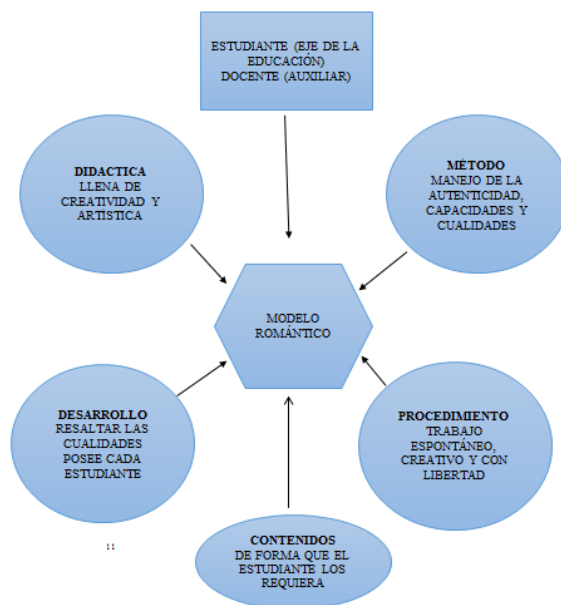 ESTUDIANTE (EJE DE LA
EDUCACIÓN)
DOCENTE (AUXILIAR)
DIDACTICA
LLENA DE
CREATIVIDAD Y
ARTISTICA
MÉTODO
MANEJO DE LA
AUTENTICIDAD,
CAPACIDADES Y
CUALIDADES
MODELO
ROMÁNTICO
DESARROLLO
RESALTAR LAS
CUALIDADES
POSEE CADA
ESTUDIANTE
PROCEDIMIENTO
TRABAJO
ESPONTÁNEO,
CREATIVO Y CON
LIBERTAD
CONTENIDOS
DE FORMA QUE EL
ESTUDIANTE LOS
REQUIERA